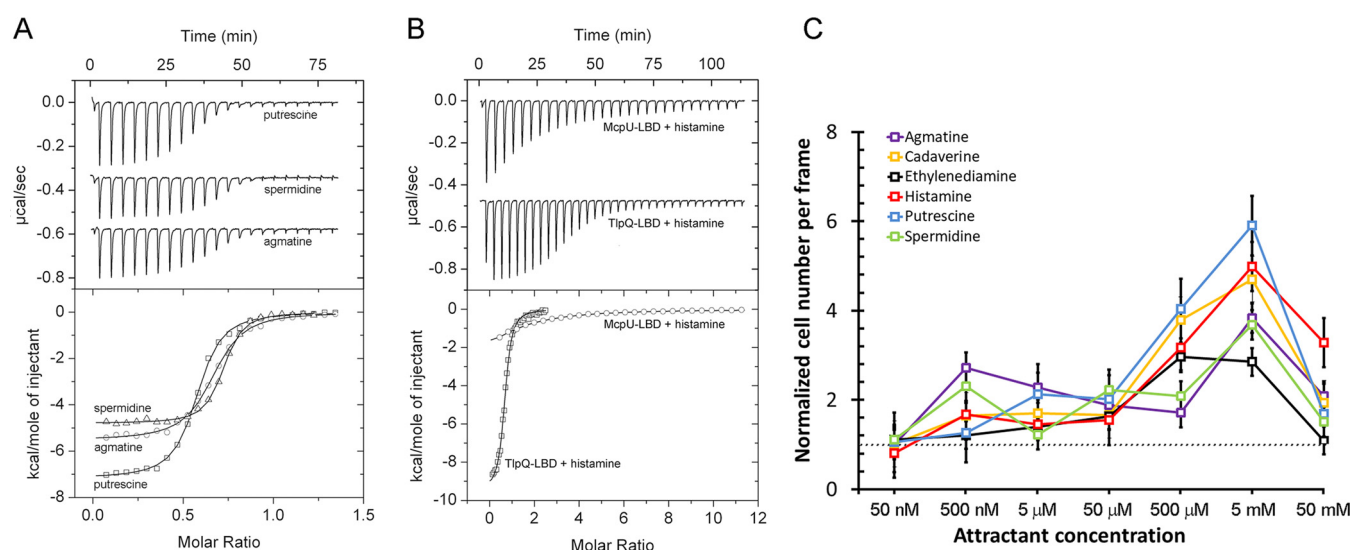 A
Time (min)
0 25 50 75
0.0
-0.2
-0.4
-0.6
-0.8
µcal/sec
putrescine
spermidine
agmatine
0
-2
-4
-6
-8
kcal/mole of injectant
spermidine
agmatine
putrescine
0.0 0.5 1.0 1.5
Molar Ratio
B
Time (min)
0 25 50 75 100
0.0
-0.2
-0.4
-0.6
-0.8
µcal/sec
McpU-LBD + histamine
TlpQ-LBD + histamine
0
-2
-4
-6
-8
-10
kcal/mole of injectant
McpU-LBD + histamine
TlpQ-LBD + histamine
0 2 4 6 8 10 12
Molar Ratio
C
8
6
4
2
0
Normalized cell number per frame
Agmatine
Cadaverine
Ethylenediamine
Histamine
Putrescine
Spermidine
50 nM 500 nM 5 µM 50 µM 500 µM 5 mM 50 mM
Attractant concentration